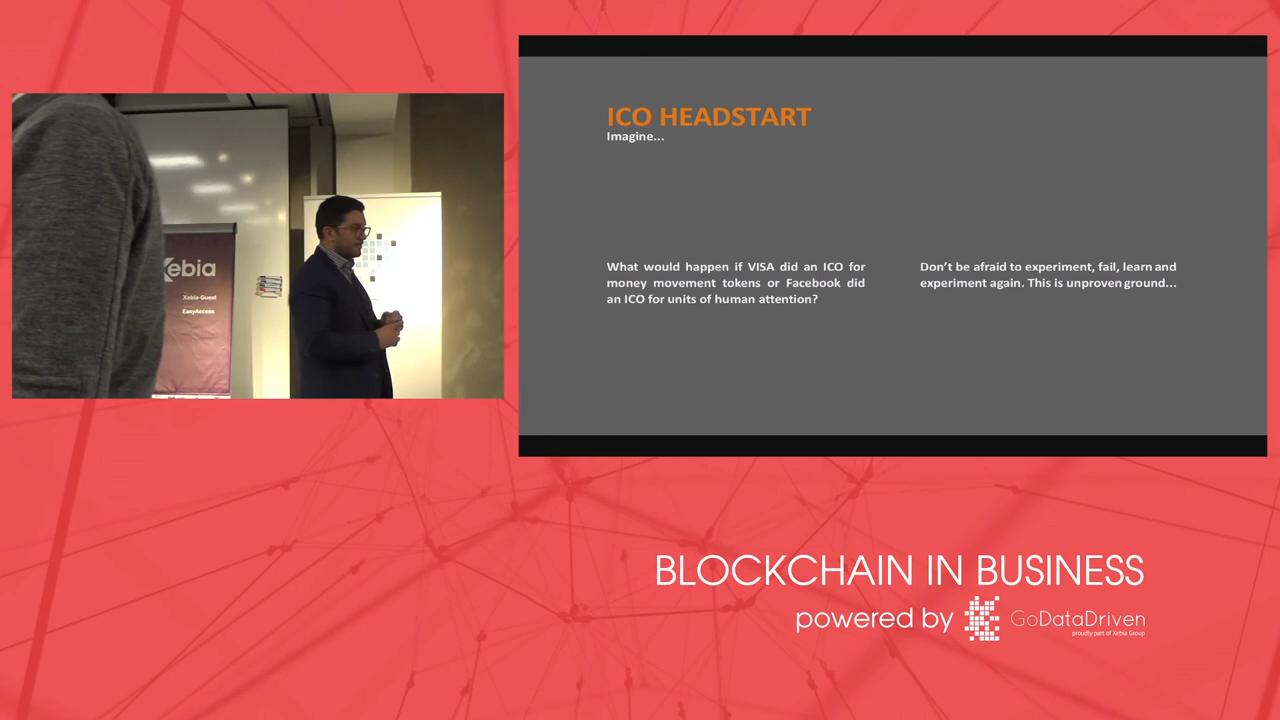 ICO HEADSTART
Imagine...
What would happen if VISA did an ICO for
money movement tokens or Facebook did
an ICO for units of human attention?
Don't be afraid to experiment, fail, learn and
experiment again. This is unproven ground...
Xebia
Xebia-Guest
EasyAccess
BLOCKCHAIN IN BUSINESS
powered by
GoDataDriven
proudly part of Xebia Group